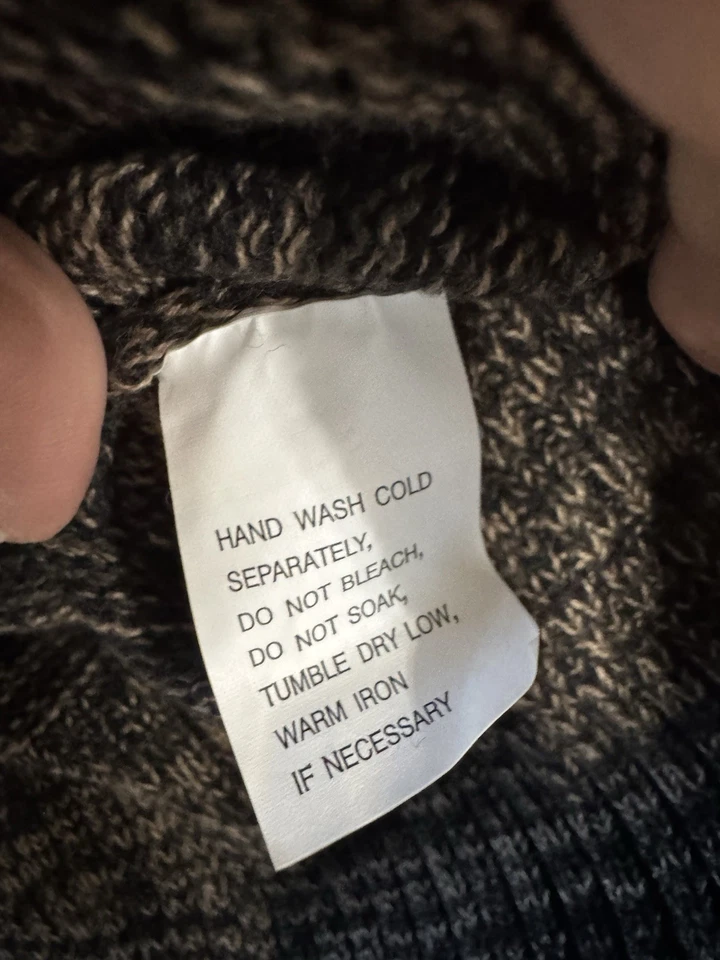 HAND WASH COLD
SEPARATELY,
DO NOT BLEACH,
DO NOT SOAK,
TUMBLE DRY LOW,
WARM IRON
IF NECESSARY